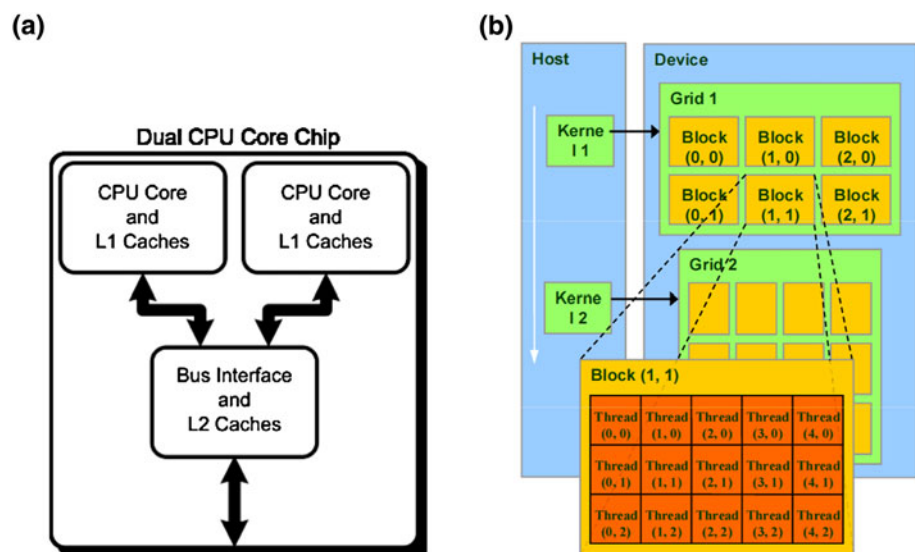 (a)
Dual CPU Core Chip
CPU Core
and
L1 Caches
CPU Core
and
L1 Caches
Bus Interface
and
L2 Caches
(b)
Host
Device
Kerne
l 1
Grid 1
Block
(0, 0)
Block
(1, 0)
Block
(2, 0)
Block
(0, 1)
Block
(1, 1)
Block
(2, 1)
Kerne
l 2
Grid 2
Block (1, 1)
Thread
(0, 0)
Thread
(1, 0)
Thread
(2, 0)
Thread
(3, 0)
Thread
(4, 0)
Thread
(0, 1)
Thread
(1, 1)
Thread
(2, 1)
Thread
(3, 1)
Thread
(4, 1)
Thread
(0, 2)
Thread
(1, 2)
Thread
(2, 2)
Thread
(3, 2)
Thread
(4, 2)